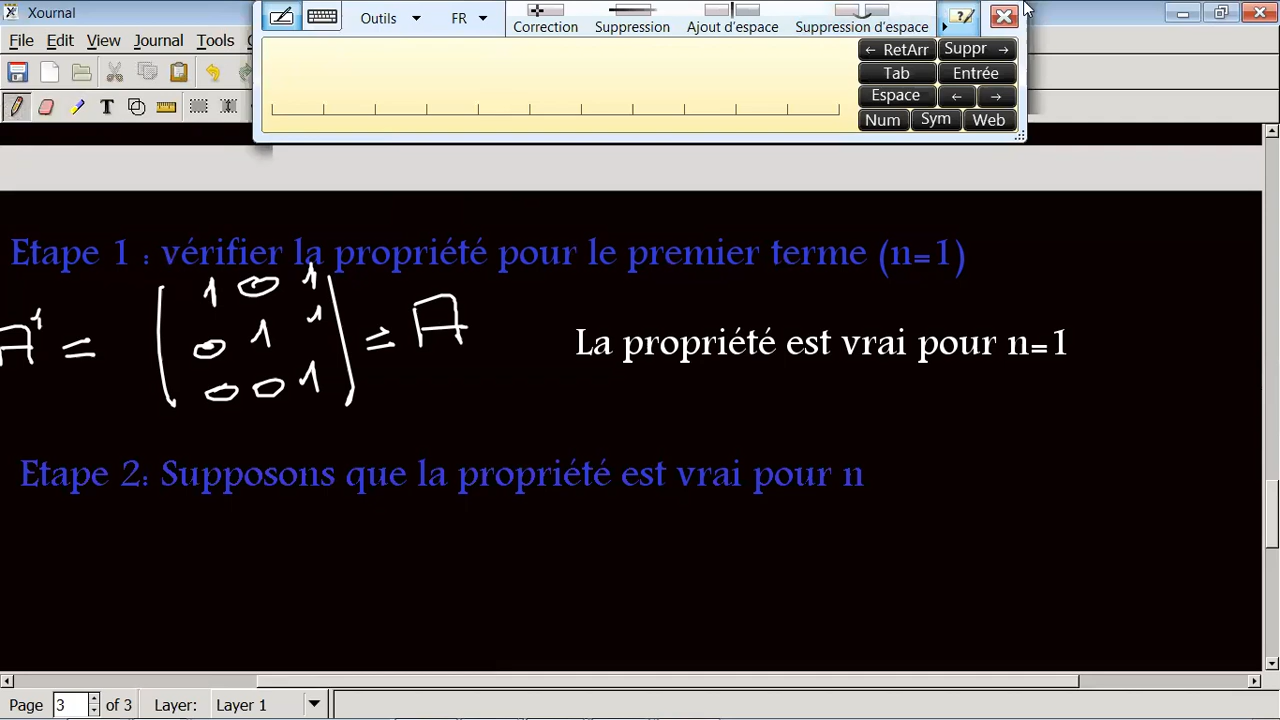 Xournal
Outils FR
Correction Suppression Ajout d'espace Suppression d'espace
File Edit View Journal Tools
← RetArr Suppr →
Tab Entrée
Espace ← →
Num Sym Web
T
Etape 1 : vérifier la propriété pour le premier terme (n=1)
1 0 1
0 1 1
0 0 1
A¹ = = A
La propriété est vrai pour n=1
Etape 2: Supposons que la propriété est vrai pour n
Page 3 of 3 Layer: Layer 1